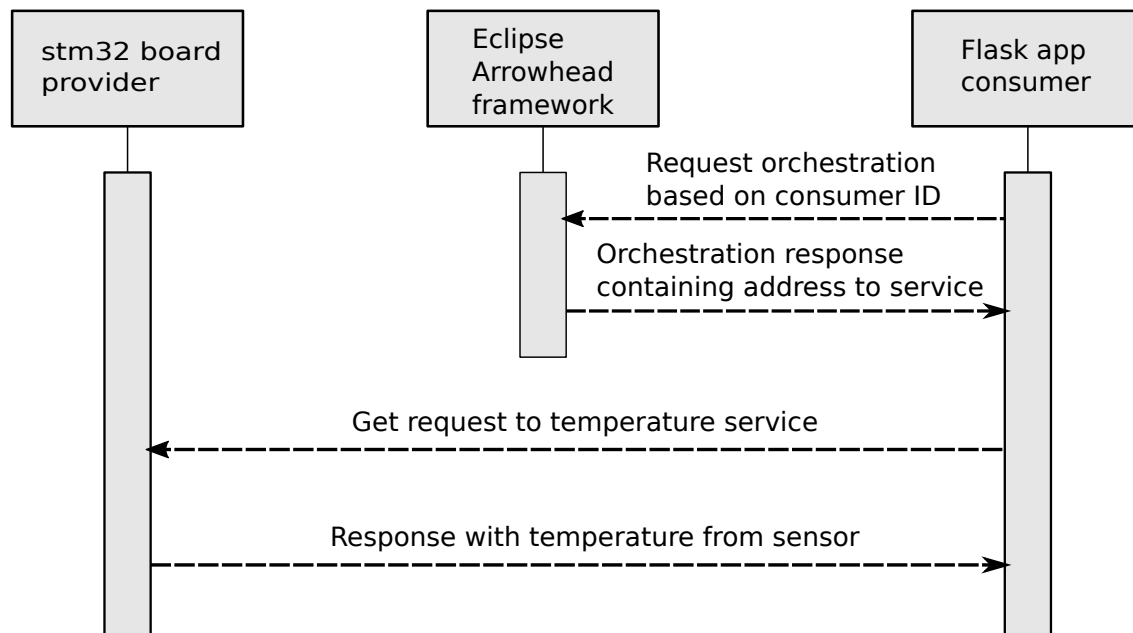 stm32 board
provider
Eclipse
Arrowhead
framework
Flask app
consumer
Request orchestration
based on consumer ID
Orchestration response
containing address to service
Get request to temperature service
Response with temperature from sensor